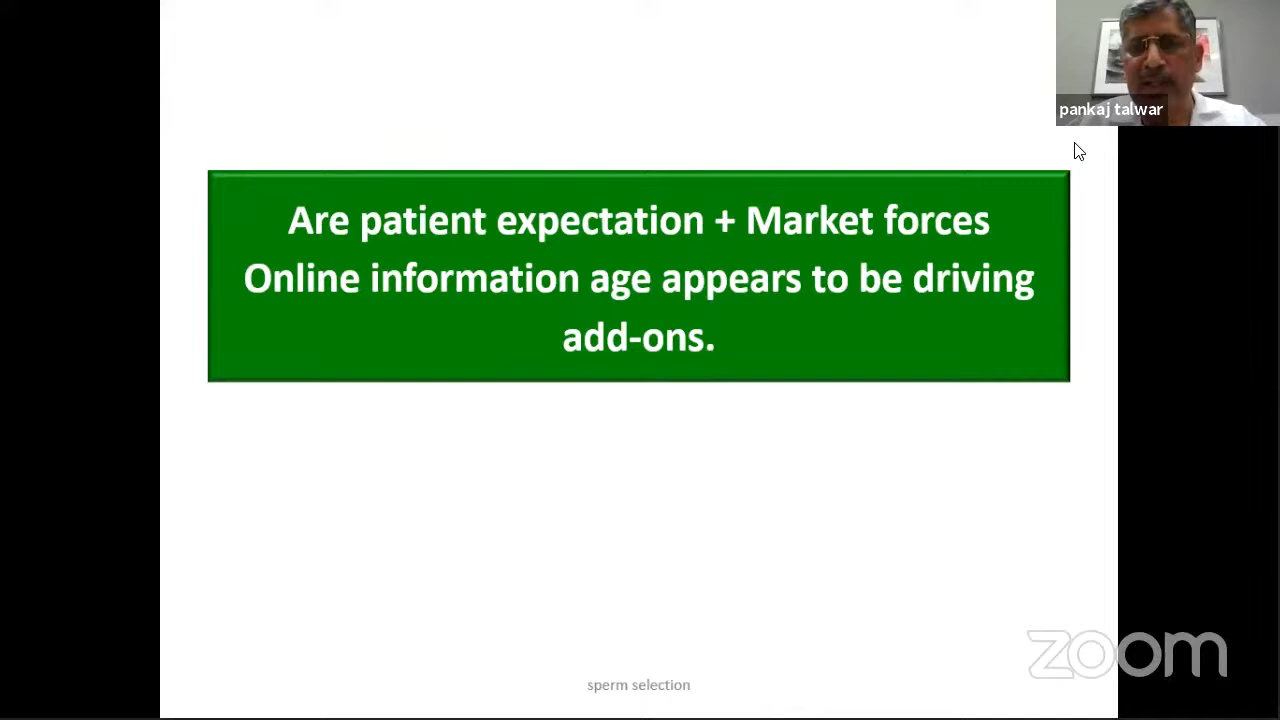 pankaj talwar
Are patient expectation + Market forces
Online information age appears to be driving
add-ons.
zoom
sperm selection